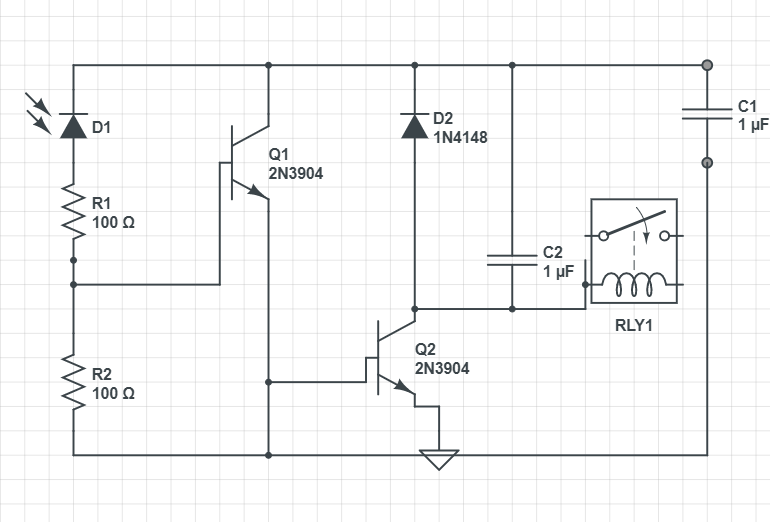 D1
R1
100 Ω
R2
100 Ω
Q1
2N3904
D2
1N4148
Q2
2N3904
C2
1 µF
RLY1
C1
1 µF